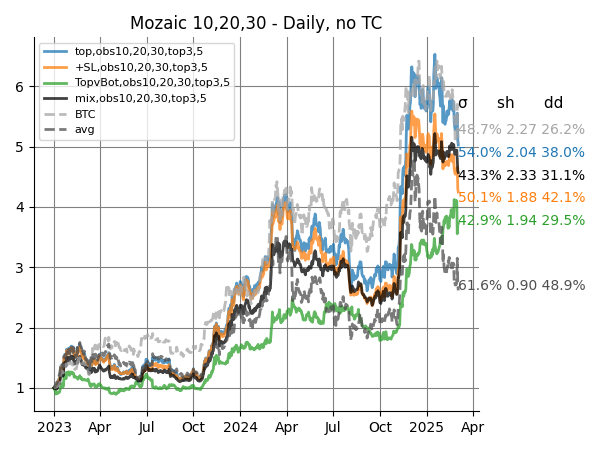 Mozaic 10,20,30 - Daily, no TC
top,obs10,20,30,top3,5
+SL,obs10,20,30,top3,5
TopvBot,obs10,20,30,top3,5
mix,obs10,20,30,top3,5
BTC
avg
σ sh dd
48.7% 2.27 26.2%
54.0% 2.04 38.0%
43.3% 2.33 31.1%
50.1% 1.88 42.1%
42.9% 1.94 29.5%
61.6% 0.90 48.9%
6
5
4
3
2
1
2023 Apr Jul Oct 2024 Apr Jul Oct 2025 Apr